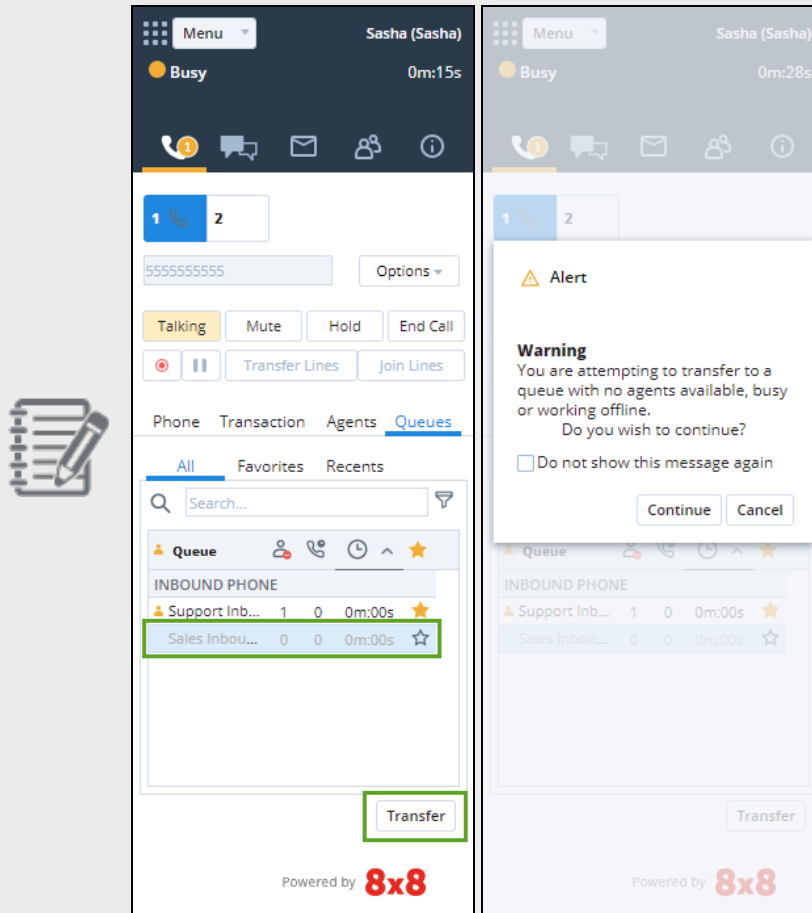 Menu
Sasha (Sasha)
Busy
0m:15s
1
1
2
5555555555
Options
Talking
Mute
Hold
End Call
Transfer Lines
Join Lines
Phone
Transaction
Agents
Queues
All
Favorites
Recents
Search...
Queue
INBOUND PHONE
Support Inb... 1 0 0m:00s
Sales Inbou... 0 0 0m:00s
Transfer
Powered by 8x8
Menu
Sasha (Sasha)
Busy
0m:28s
1
1
2
Alert
Warning
You are attempting to transfer to a
queue with no agents available, busy
or working offline.
Do you wish to continue?
Do not show this message again
Continue
Cancel
Queue
INBOUND PHONE
Support Inb... 1 0 0m:00s
Sales Inbou... 0 0 0m:00s
Transfer
Powered by 8x8